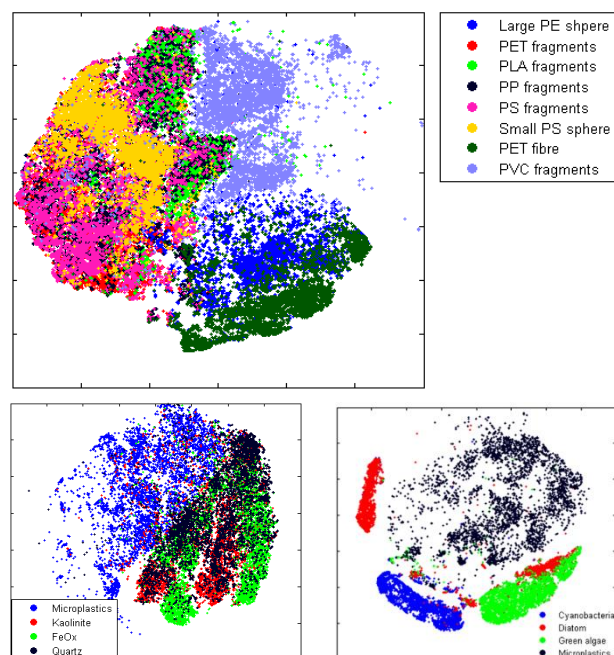 Large PE shpere
PET fragments
PLA fragments
PP fragments
PS fragments
Small PS sphere
PET fibre
PVC fragments
Microplastics
Kaolinite
FeOx
Quartz
Cyanobacteria
Diatom
Green algae
Microplastics